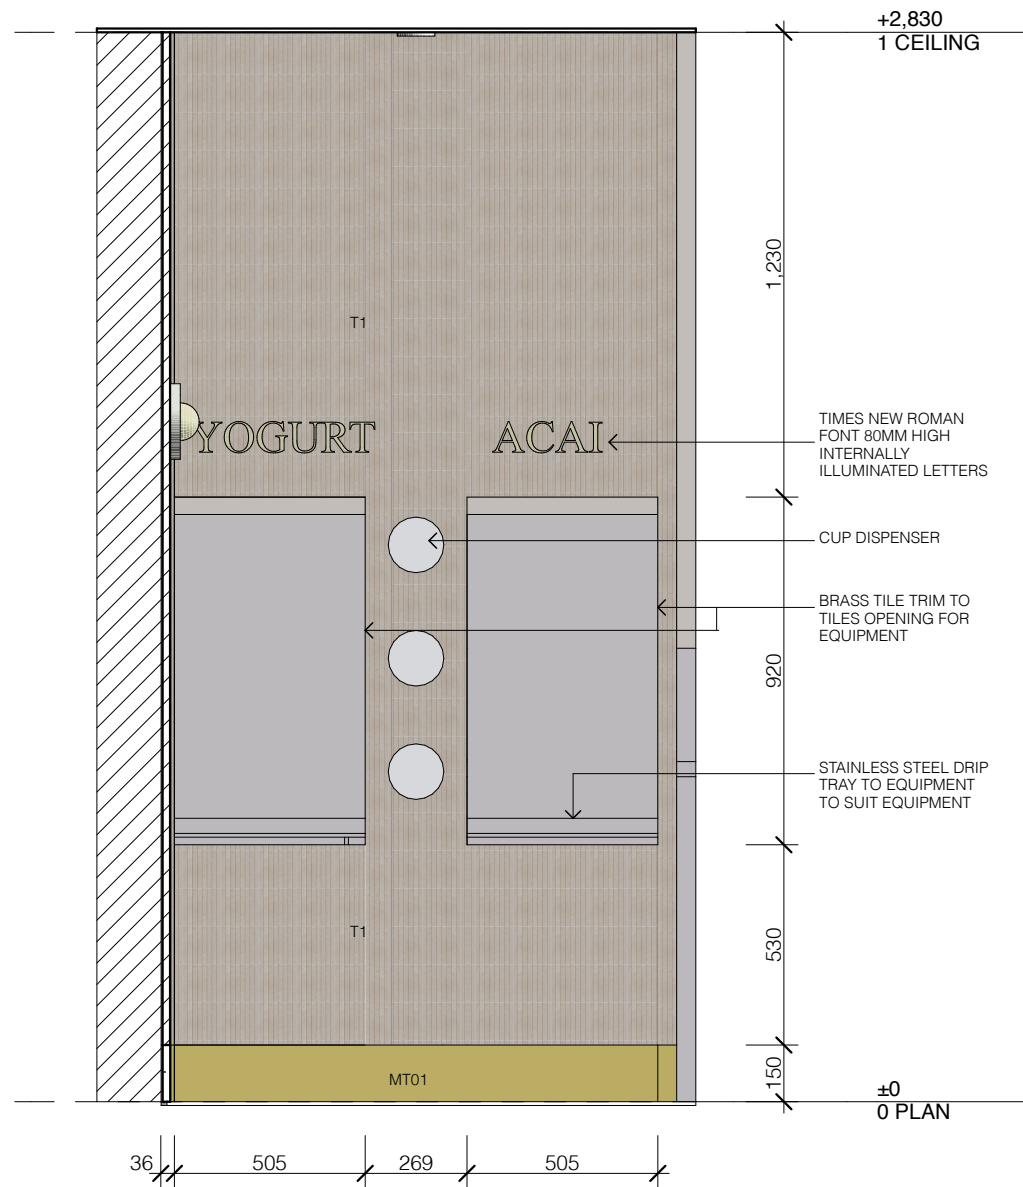 +2,830
1 CEILING
1,230
T1
YOGURT
ACAI
TIMES NEW ROMAN
FONT 80MM HIGH
INTERNALLY
ILLUMINATED LETTERS
CUP DISPENSER
BRASS TILE TRIM TO
TILES OPENING FOR
EQUIPMENT
920
STAINLESS STEEL DRIP
TRAY TO EQUIPMENT
TO SUIT EQUIPMENT
T1
530
MT01
150
±0
0 PLAN
36
505
269
505